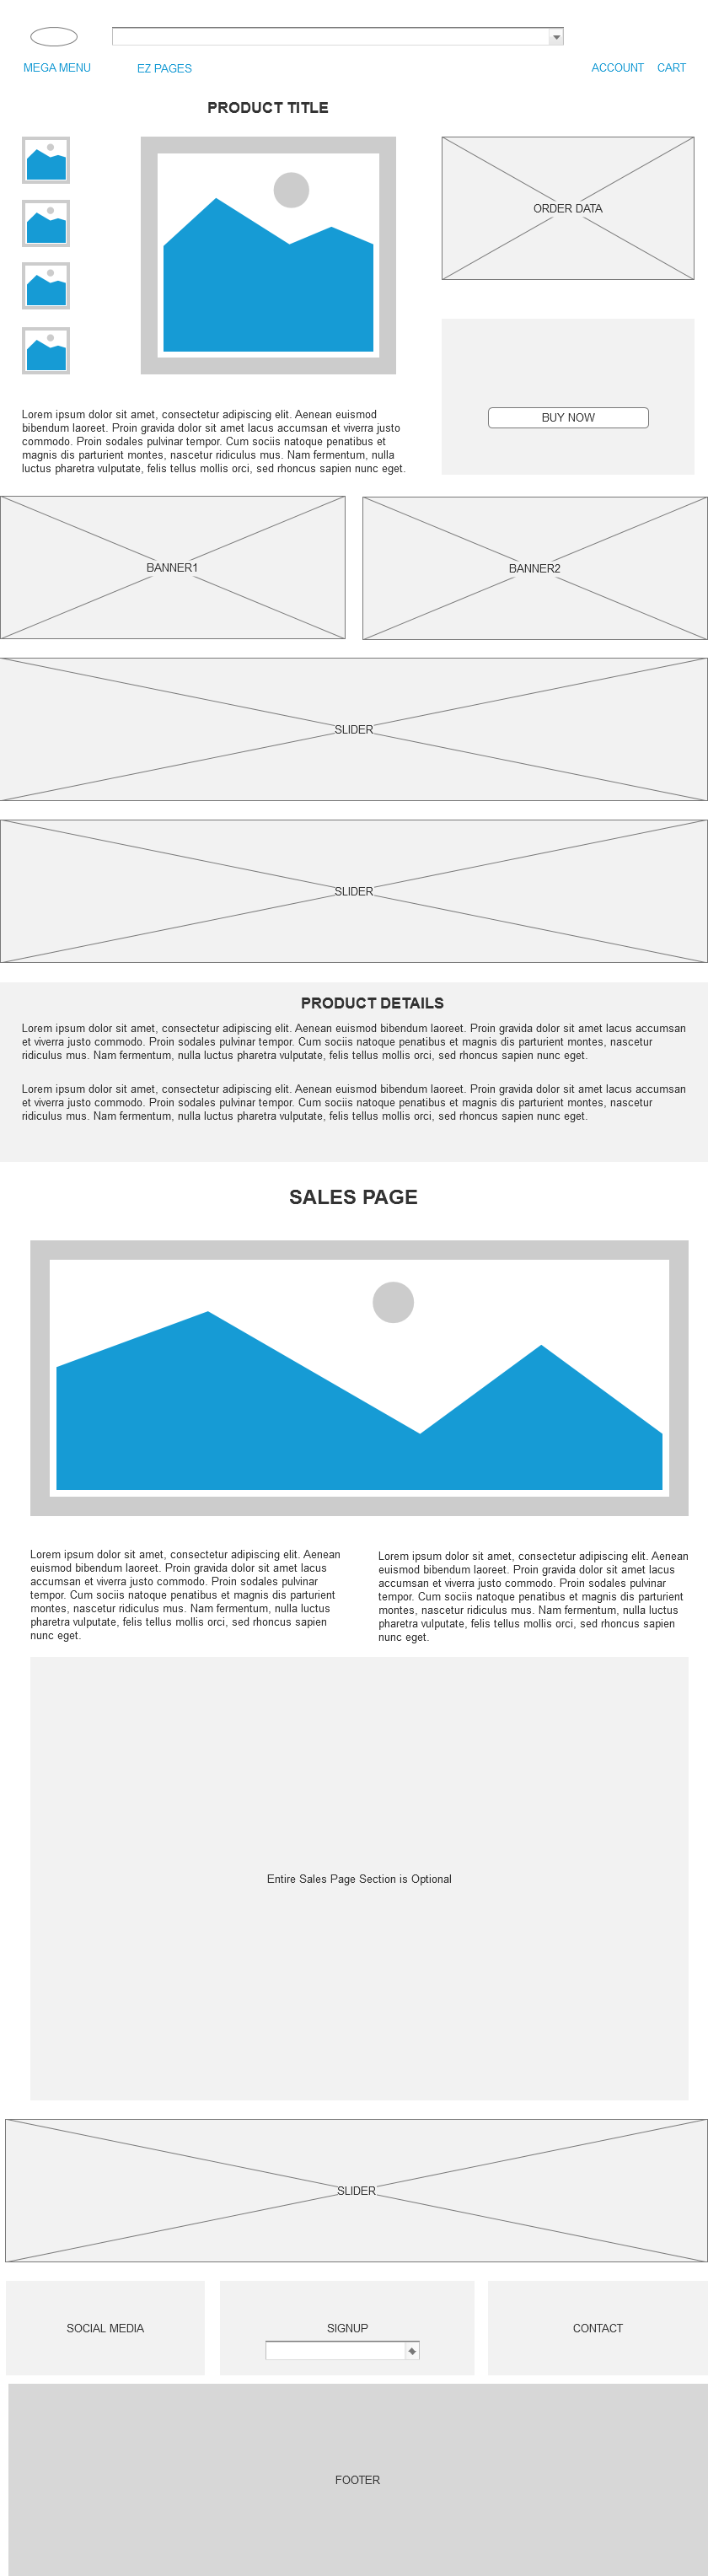 MEGA MENU
EZ PAGES
ACCOUNT
CART
PRODUCT TITLE
ORDER DATA
BUY NOW
Lorem ipsum dolor sit amet, consectetur adipiscing elit. Aenean euismod
bibendum laoreet. Proin gravida dolor sit amet lacus accumsan et viverra justo
commodo. Proin sodales pulvinar tempor. Cum sociis natoque penatibus et
magnis dis parturient montes, nascetur ridiculus mus. Nam fermentum, nulla
luctus pharetra vulputate, felis tellus mollis orci, sed rhoncus sapien nunc eget.
BANNER1
BANNER2
SLIDER
SLIDER
PRODUCT DETAILS
Lorem ipsum dolor sit amet, consectetur adipiscing elit. Aenean euismod bibendum laoreet. Proin gravida dolor sit amet lacus accumsan
et viverra justo commodo. Proin sodales pulvinar tempor. Cum sociis natoque penatibus et magnis dis parturient montes, nascetur
ridiculus mus. Nam fermentum, nulla luctus pharetra vulputate, felis tellus mollis orci, sed rhoncus sapien nunc eget.
Lorem ipsum dolor sit amet, consectetur adipiscing elit. Aenean euismod bibendum laoreet. Proin gravida dolor sit amet lacus accumsan
et viverra justo commodo. Proin sodales pulvinar tempor. Cum sociis natoque penatibus et magnis dis parturient montes, nascetur
ridiculus mus. Nam fermentum, nulla luctus pharetra vulputate, felis tellus mollis orci, sed rhoncus sapien nunc eget.
SALES PAGE
Lorem ipsum dolor sit amet, consectetur adipiscing elit. Aenean
euismod bibendum laoreet. Proin gravida dolor sit amet lacus
accumsan et viverra justo commodo. Proin sodales pulvinar
tempor. Cum sociis natoque penatibus et magnis dis parturient
montes, nascetur ridiculus mus. Nam fermentum, nulla luctus
pharetra vulputate, felis tellus mollis orci, sed rhoncus sapien
nunc eget.
Lorem ipsum dolor sit amet, consectetur adipiscing elit. Aenean
euismod bibendum laoreet. Proin gravida dolor sit amet lacus
accumsan et viverra justo commodo. Proin sodales pulvinar
tempor. Cum sociis natoque penatibus et magnis dis parturient
montes, nascetur ridiculus mus. Nam fermentum, nulla luctus
pharetra vulputate, felis tellus mollis orci, sed rhoncus sapien
nunc eget.
Entire Sales Page Section is Optional
SLIDER
SOCIAL MEDIA
SIGNUP
CONTACT
FOOTER